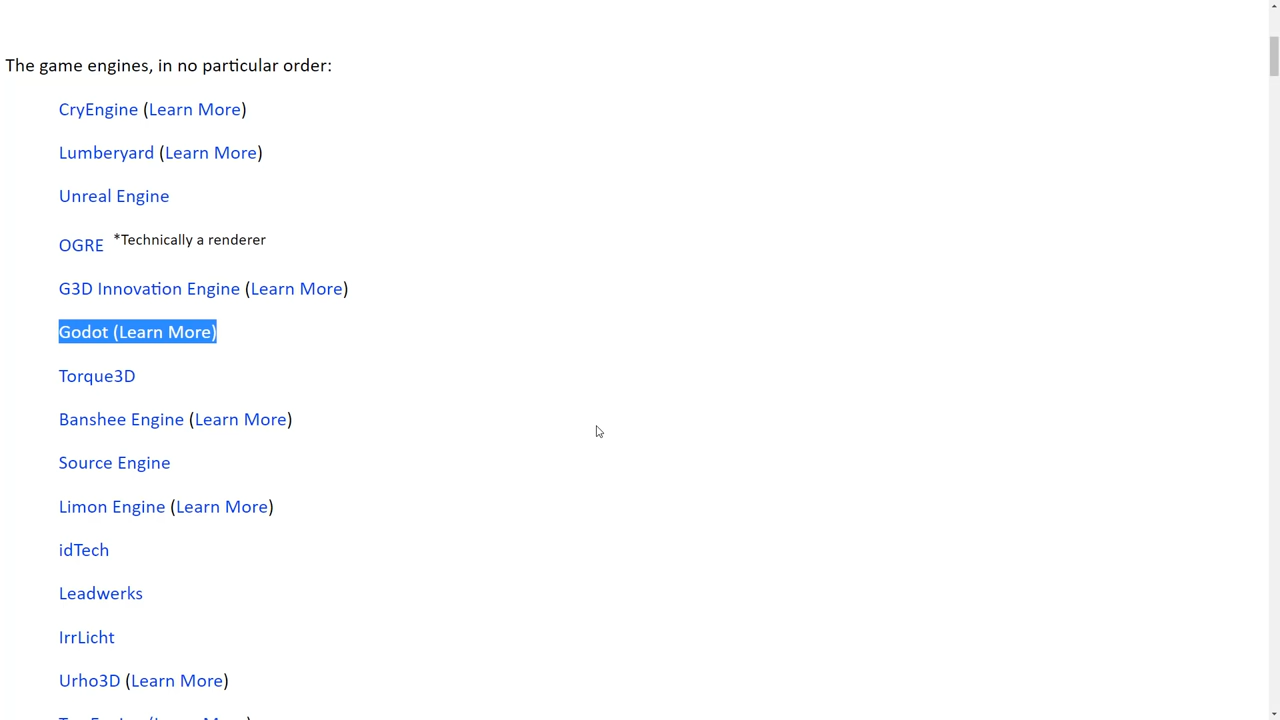 The game engines, in no particular order:
CryEngine (Learn More)
Lumberyard (Learn More)
Unreal Engine
OGRE *Technically a renderer
G3D Innovation Engine (Learn More)
Godot (Learn More)
Torque3D
Banshee Engine (Learn More)
Source Engine
Limon Engine (Learn More)
idTech
Leadwerks
IrrLicht
Urho3D (Learn More)